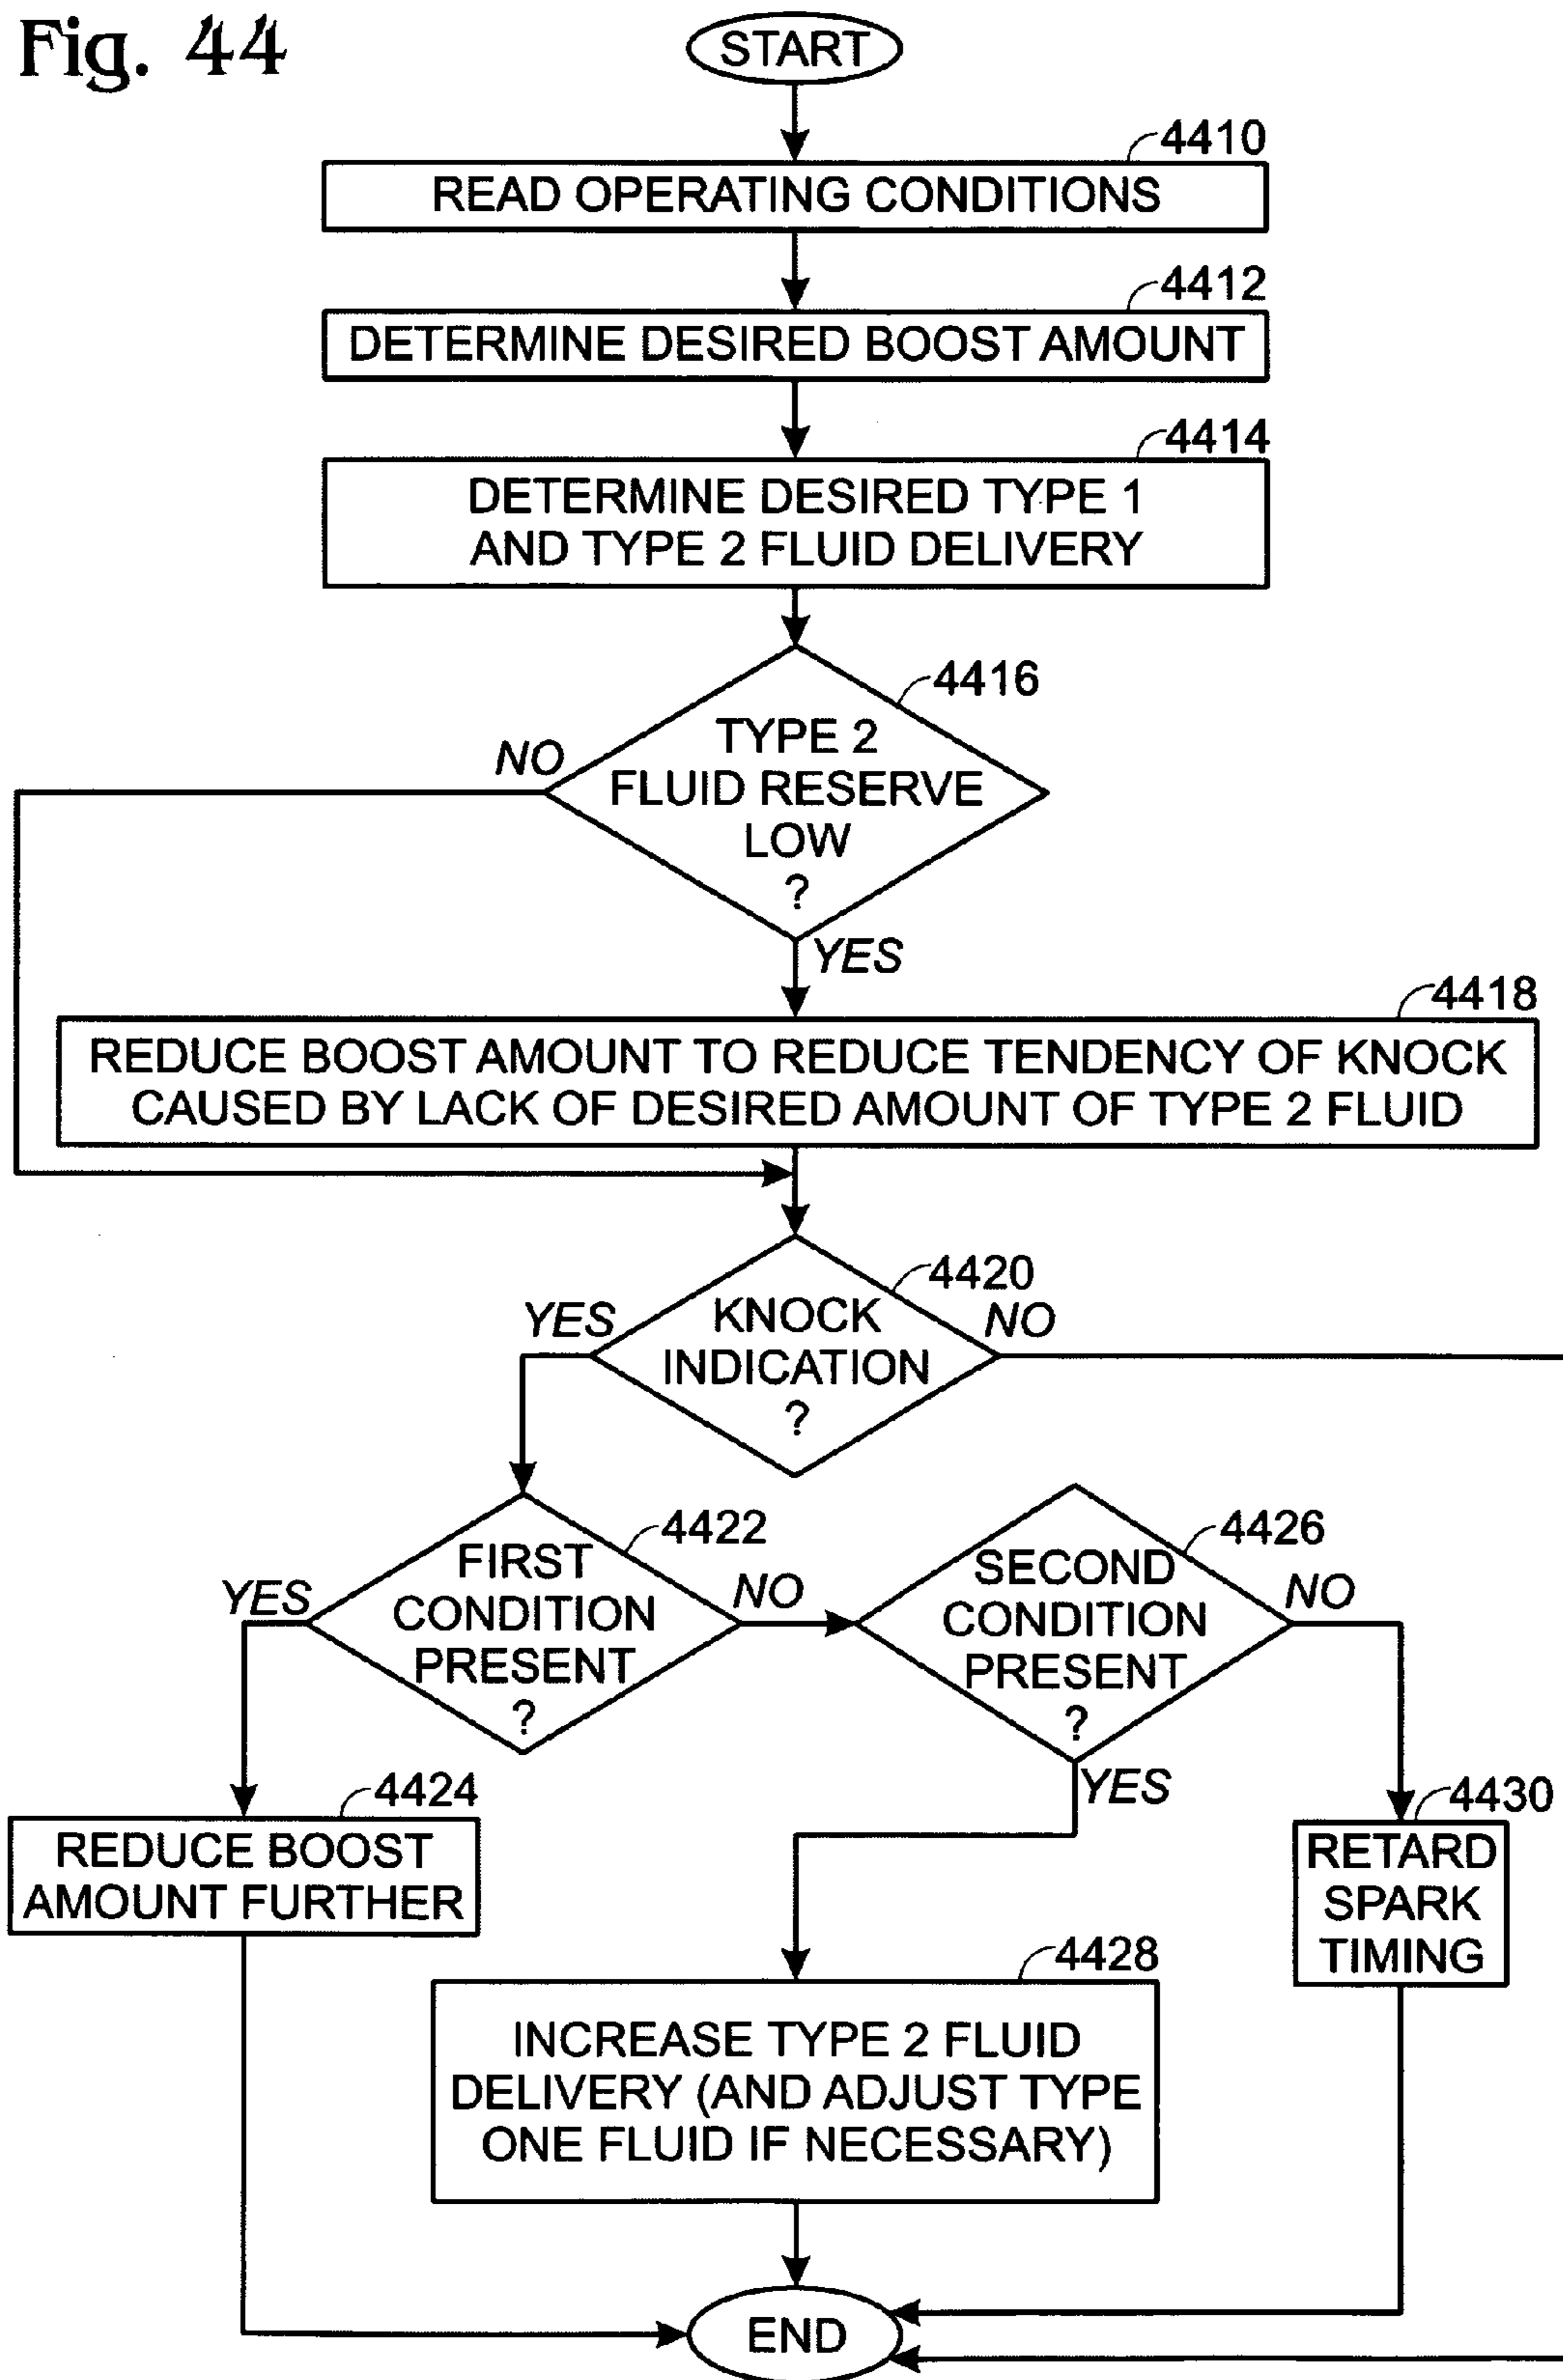 Fig. 44
START
4410
READ OPERATING CONDITIONS
4412
DETERMINE DESIRED BOOST AMOUNT
4414
DETERMINE DESIRED TYPE 1
AND TYPE 2 FLUID DELIVERY
4416
TYPE 2
FLUID RESERVE
LOW
?
NO
YES
4418
REDUCE BOOST AMOUNT TO REDUCE TENDENCY OF KNOCK
CAUSED BY LACK OF DESIRED AMOUNT OF TYPE 2 FLUID
4420
KNOCK
INDICATION
?
YES
NO
4422
FIRST
CONDITION
PRESENT
?
YES
NO
4426
SECOND
CONDITION
PRESENT
?
NO
YES
4424
REDUCE BOOST
AMOUNT FURTHER
4430
RETARD
SPARK
TIMING
4428
INCREASE TYPE 2 FLUID
DELIVERY (AND ADJUST TYPE
ONE FLUID IF NECESSARY)
END